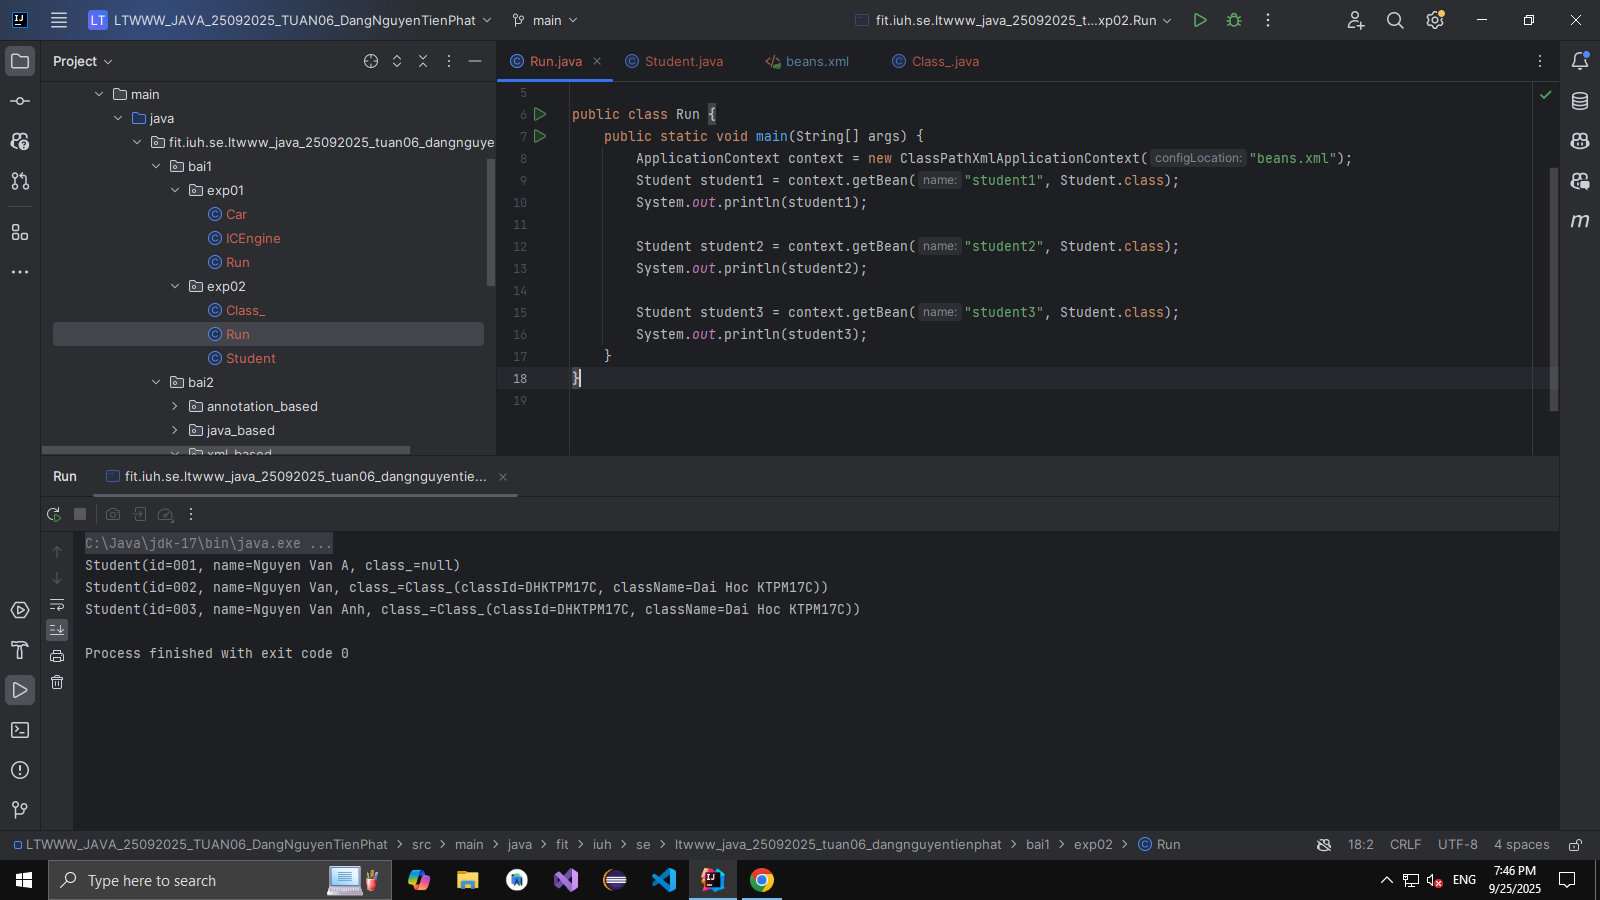 LT LTWWW_JAVA_25092025_TUAN06_DangNguyenTienPhat main fit.iuh.se.ltwww_java_25092025_t...xp02.Run
Project
main
java
fit.iuh.se.ltwww_java_25092025_tuan06_dangnguye
bai1
exp01
Car
ICEngine
Run
exp02
Class_
Run
Student
bai2
annotation_based
java_based
xml_based
Run.java Student.java beans.xml Class_.java
5
6 public class Run {
7 public static void main(String[] args) {
8 ApplicationContext context = new ClassPathXmlApplicationContext( configLocation: "beans.xml");
9 Student student1 = context.getBean( name: "student1", Student.class);
10 System.out.println(student1);
11
12 Student student2 = context.getBean( name: "student2", Student.class);
13 System.out.println(student2);
14
15 Student student3 = context.getBean( name: "student3", Student.class);
16 System.out.println(student3);
17 }
18 }
19
Run fit.iuh.se.ltwww_java_25092025_tuan06_dangnguyentie...
C:\Java\jdk-17\bin\java.exe ...
Student(id=001, name=Nguyen Van A, class_=null)
Student(id=002, name=Nguyen Van, class_=Class_(classId=DHKTPM17C, className=Dai Hoc KTPM17C))
Student(id=003, name=Nguyen Van Anh, class_=Class_(classId=DHKTPM17C, className=Dai Hoc KTPM17C))
Process finished with exit code 0
LTWWW_JAVA_25092025_TUAN06_DangNguyenTienPhat > src > main > java > fit > iuh > se > ltwww_java_25092025_tuan06_dangnguyentienphat > bai1 > exp02 > Run 18:2 CRLF UTF-8 4 spaces
Type here to search
ENG
7:46 PM
9/25/2025